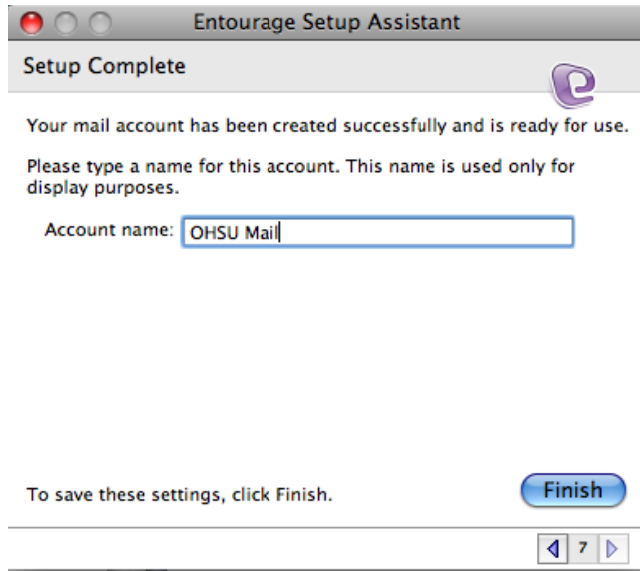 Entourage Setup Assistant
Setup Complete
Your mail account has been created successfully and is ready for use.
Please type a name for this account. This name is used only for
display purposes.
Account name: OHSU Mail
To save these settings, click Finish.
Finish
7